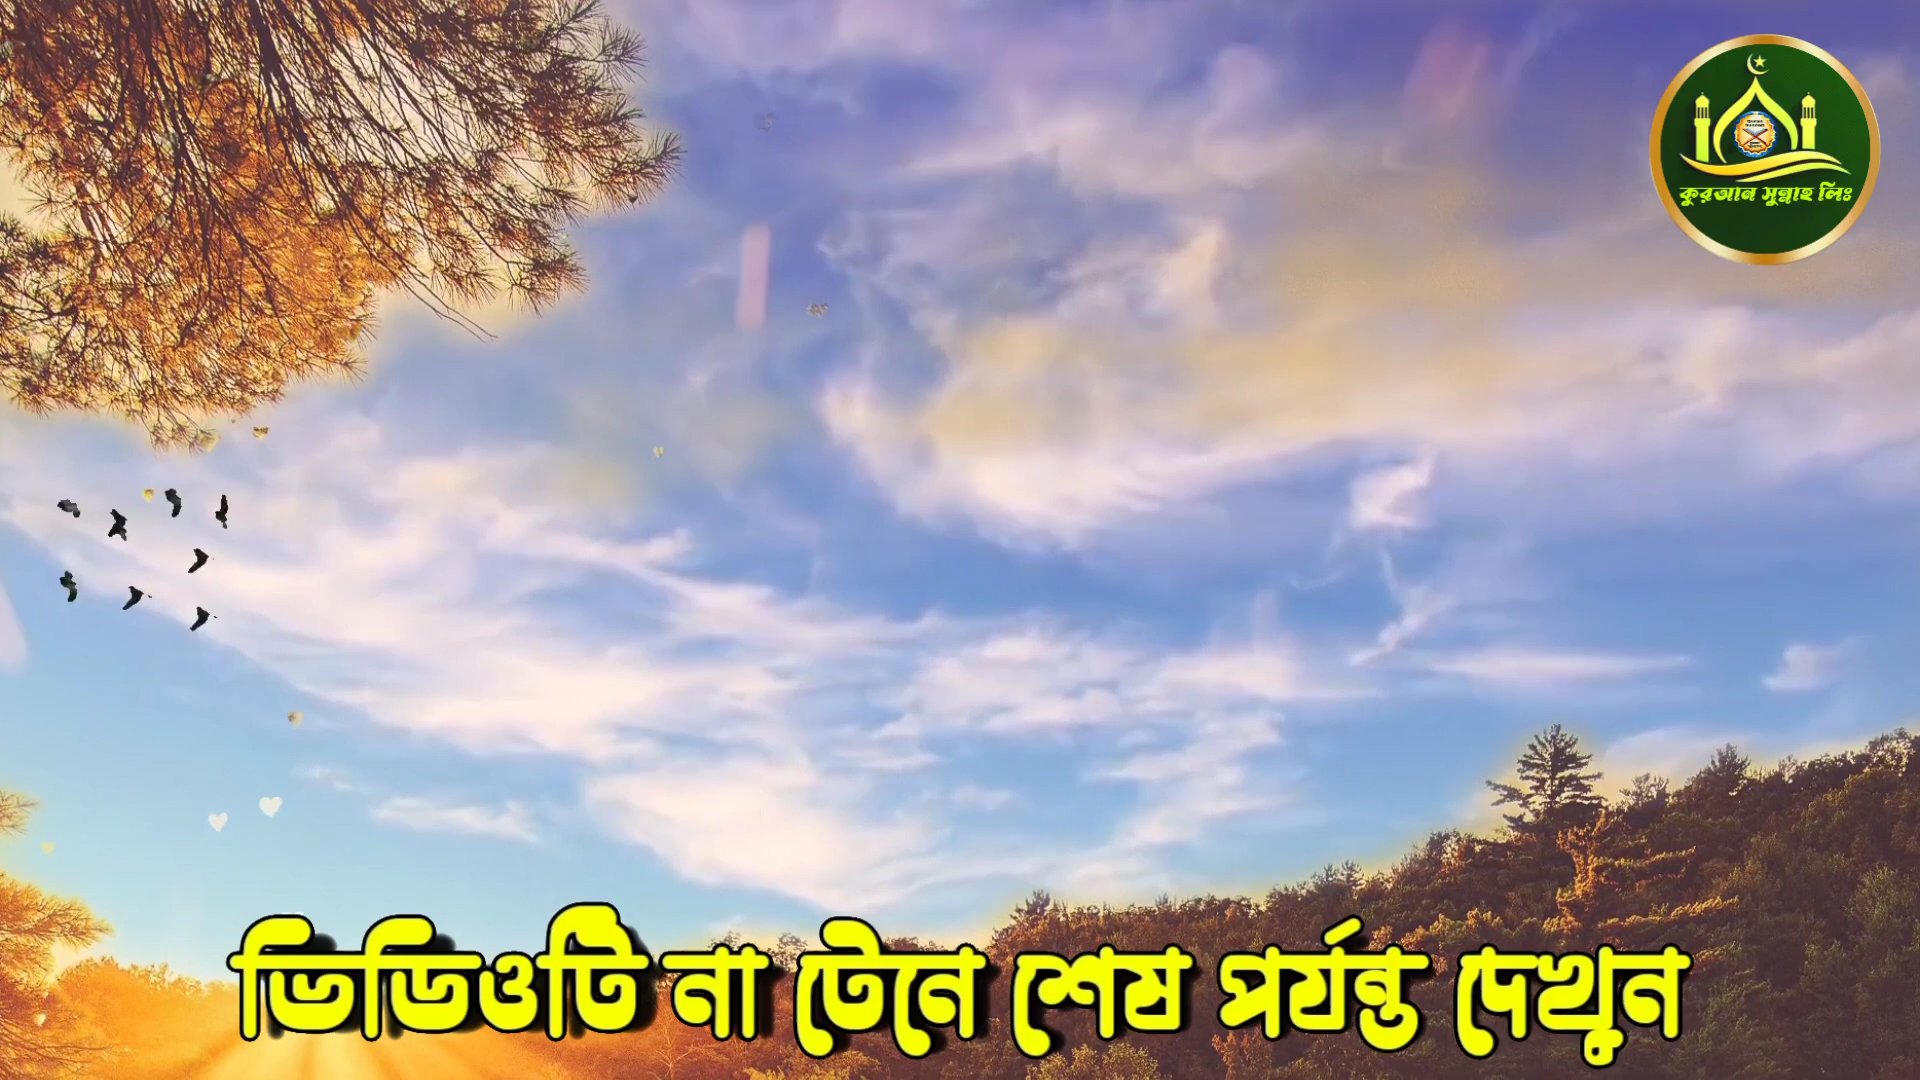 কুরআন সুন্নাহ লিঃ
ভিডিওটি না টেনে শেষ পর্যন্ত দেখুন